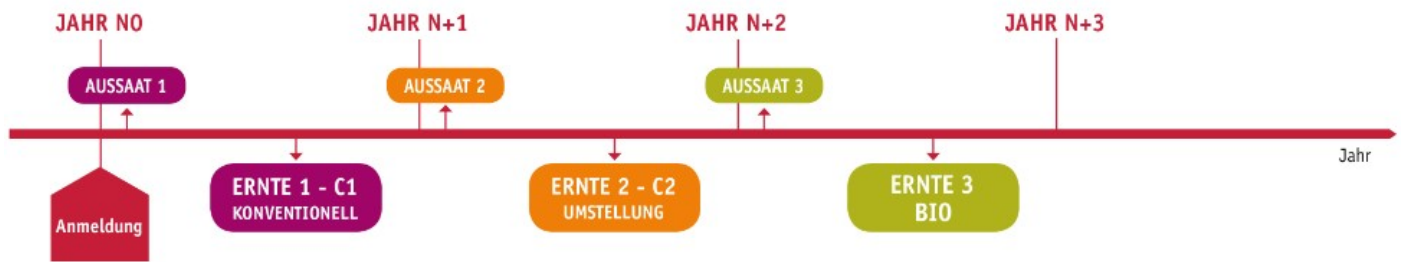 JAHR N0
JAHR N+1
JAHR N+2
JAHR N+3
AUSSAAT 1
AUSSAAT 2
AUSSAAT 3
Jahr
Anmeldung
ERNTE 1 - C1
KONVENTIONELL
ERNTE 2 - C2
UMSTELLUNG
ERNTE 3
BIO